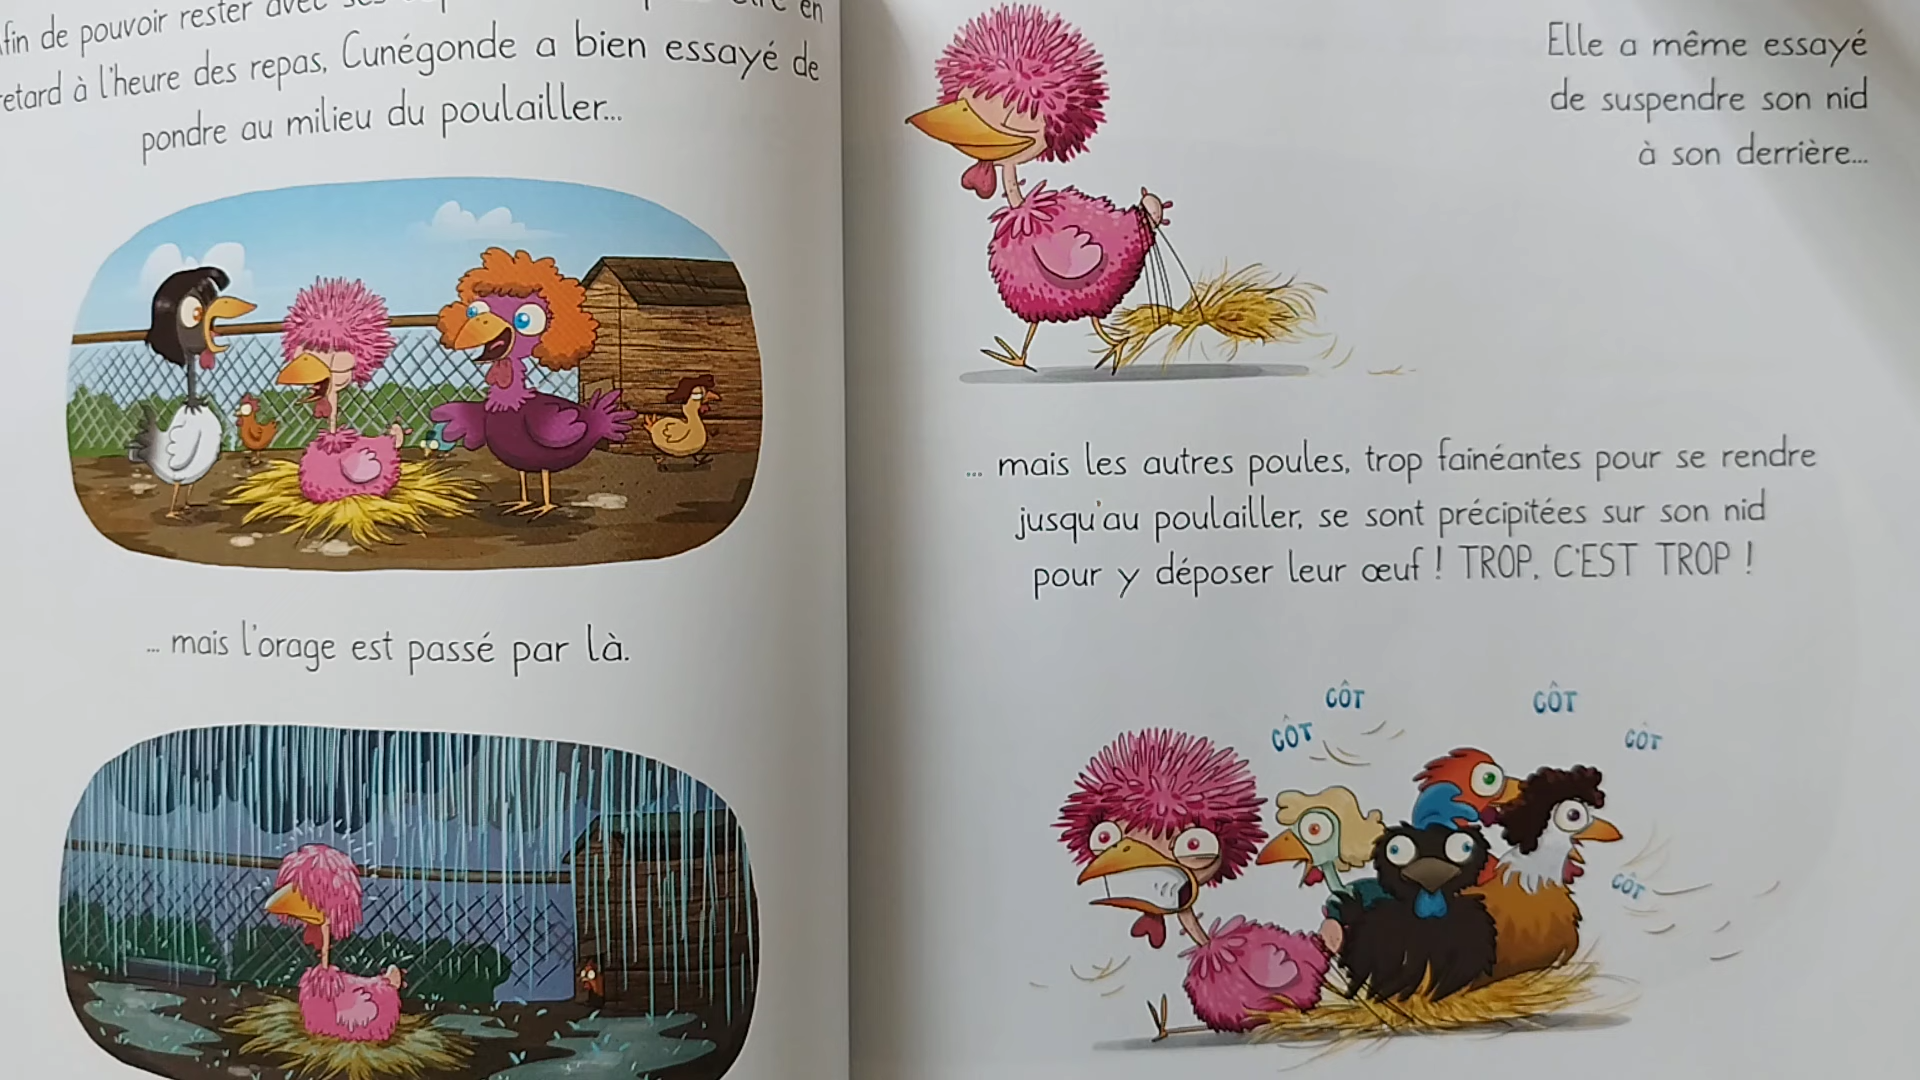 fin de pouvoir rester avec en
retard à l'heure des repas, Cunégonde a bien essayé de
pondre au milieu du poulailler...
... mais l'orage est passé par là.
Elle a même essayé
de suspendre son nid
à son derrière...
... mais les autres poules, trop fainéantes pour se rendre
jusqu'au poulailler, se sont précipitées sur son nid
pour y déposer leur œuf ! TROP, C'EST TROP !
CÔT
CÔT
CÔT
CÔT
CÔT